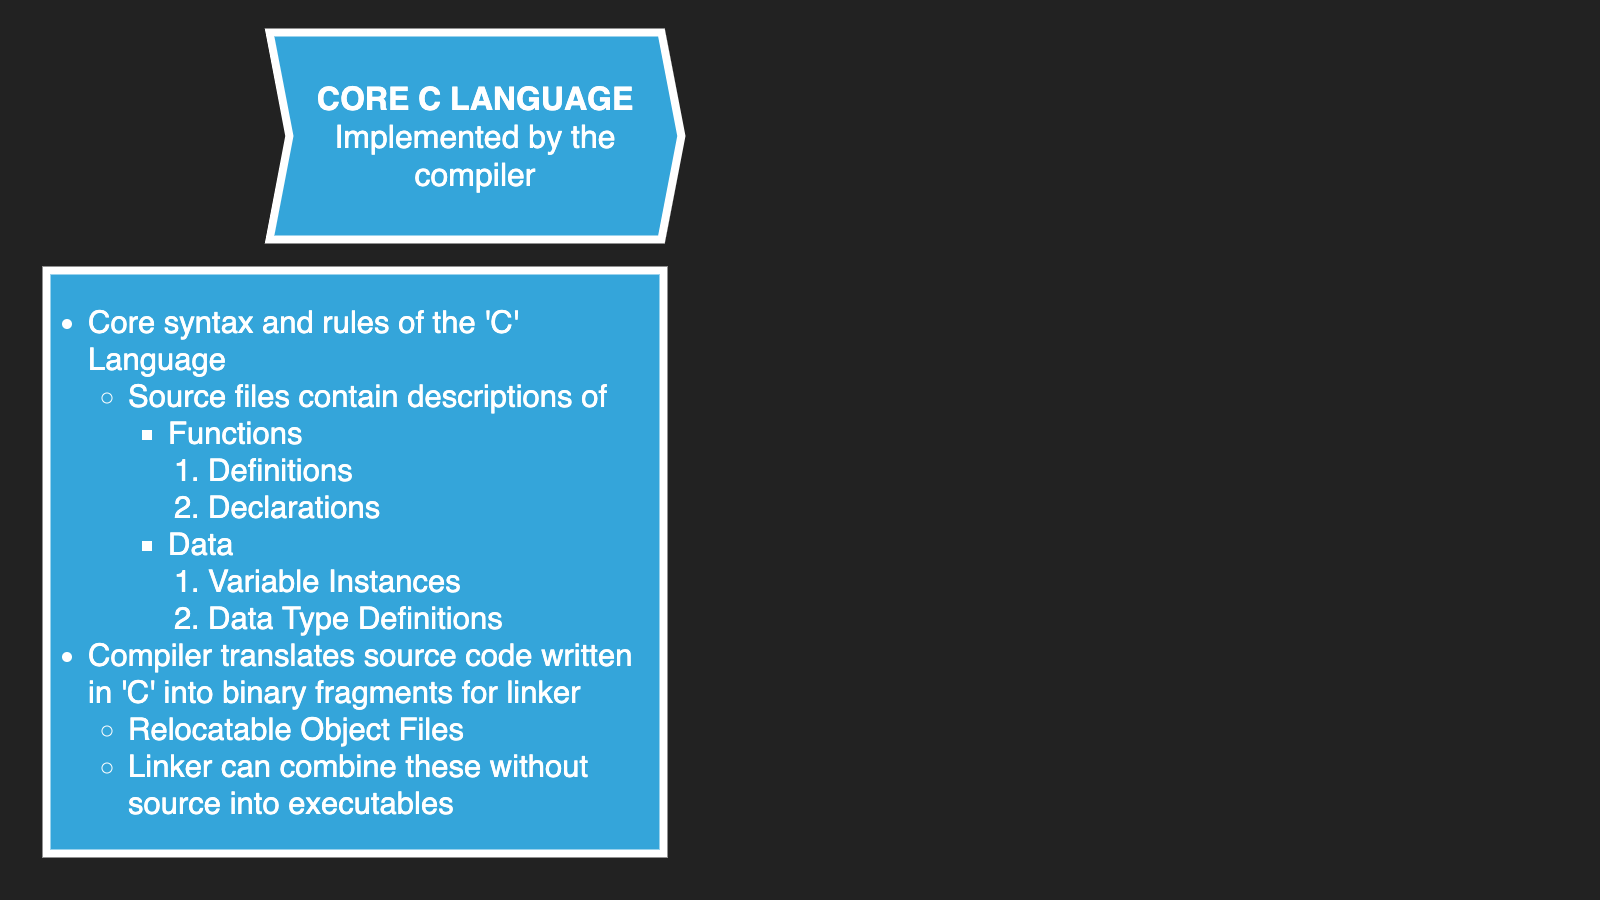 CORE C LANGUAGE
Implemented by the
compiler
• Core syntax and rules of the 'C'
Language
○ Source files contain descriptions of
▪ Functions
1. Definitions
2. Declarations
▪ Data
1. Variable Instances
2. Data Type Definitions
• Compiler translates source code written
in 'C' into binary fragments for linker
○ Relocatable Object Files
○ Linker can combine these without
source into executables